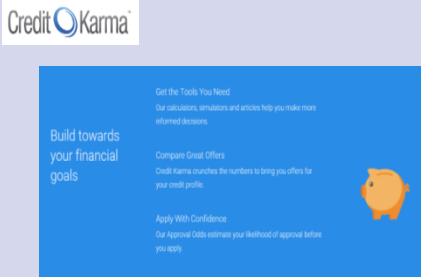 Credit Karma
Build towards
your financial
goals
Get the Tools You Need
Our calculators, simulators and articles help you make more
informed decisions.
Compare Great Offers
Credit Karma crunches the numbers to bring you offers for
your credit profile.
Apply With Confidence
Our Approval Odds estimate your likelihood of approval before
you apply.